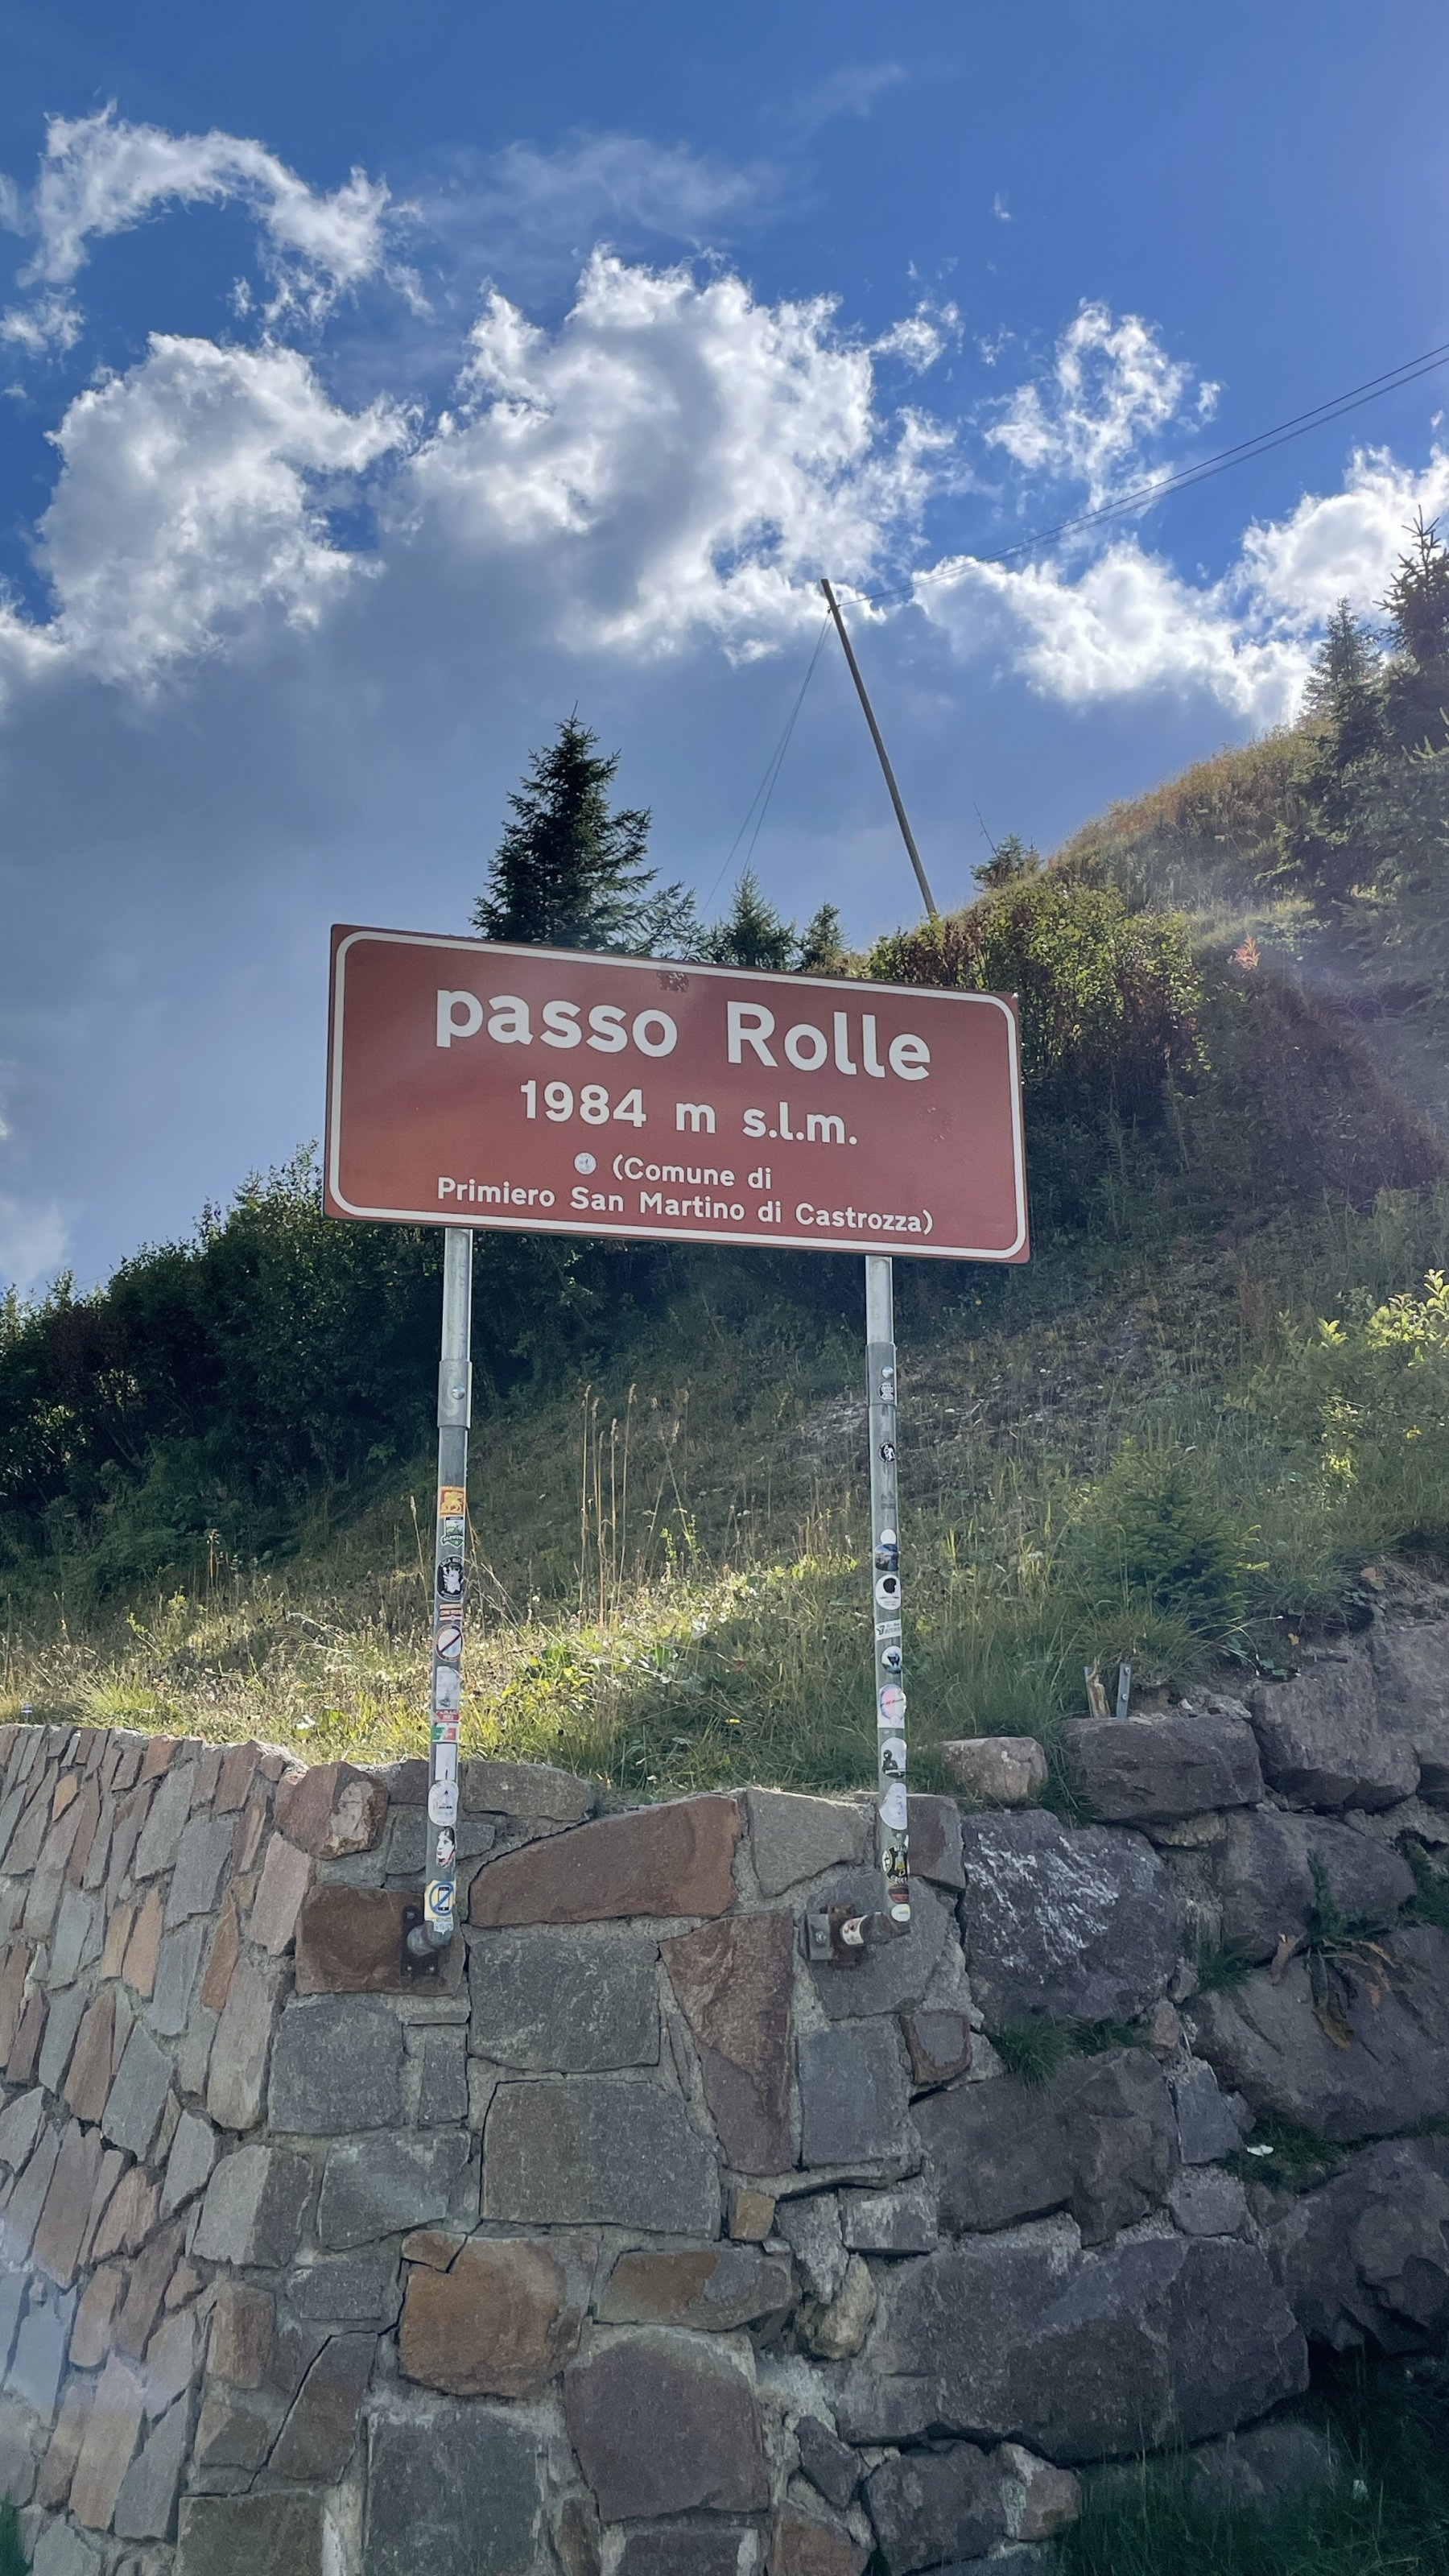 passo Rolle
1984 m s.l.m.
(Comune di
Primiero San Martino di Castrozza)